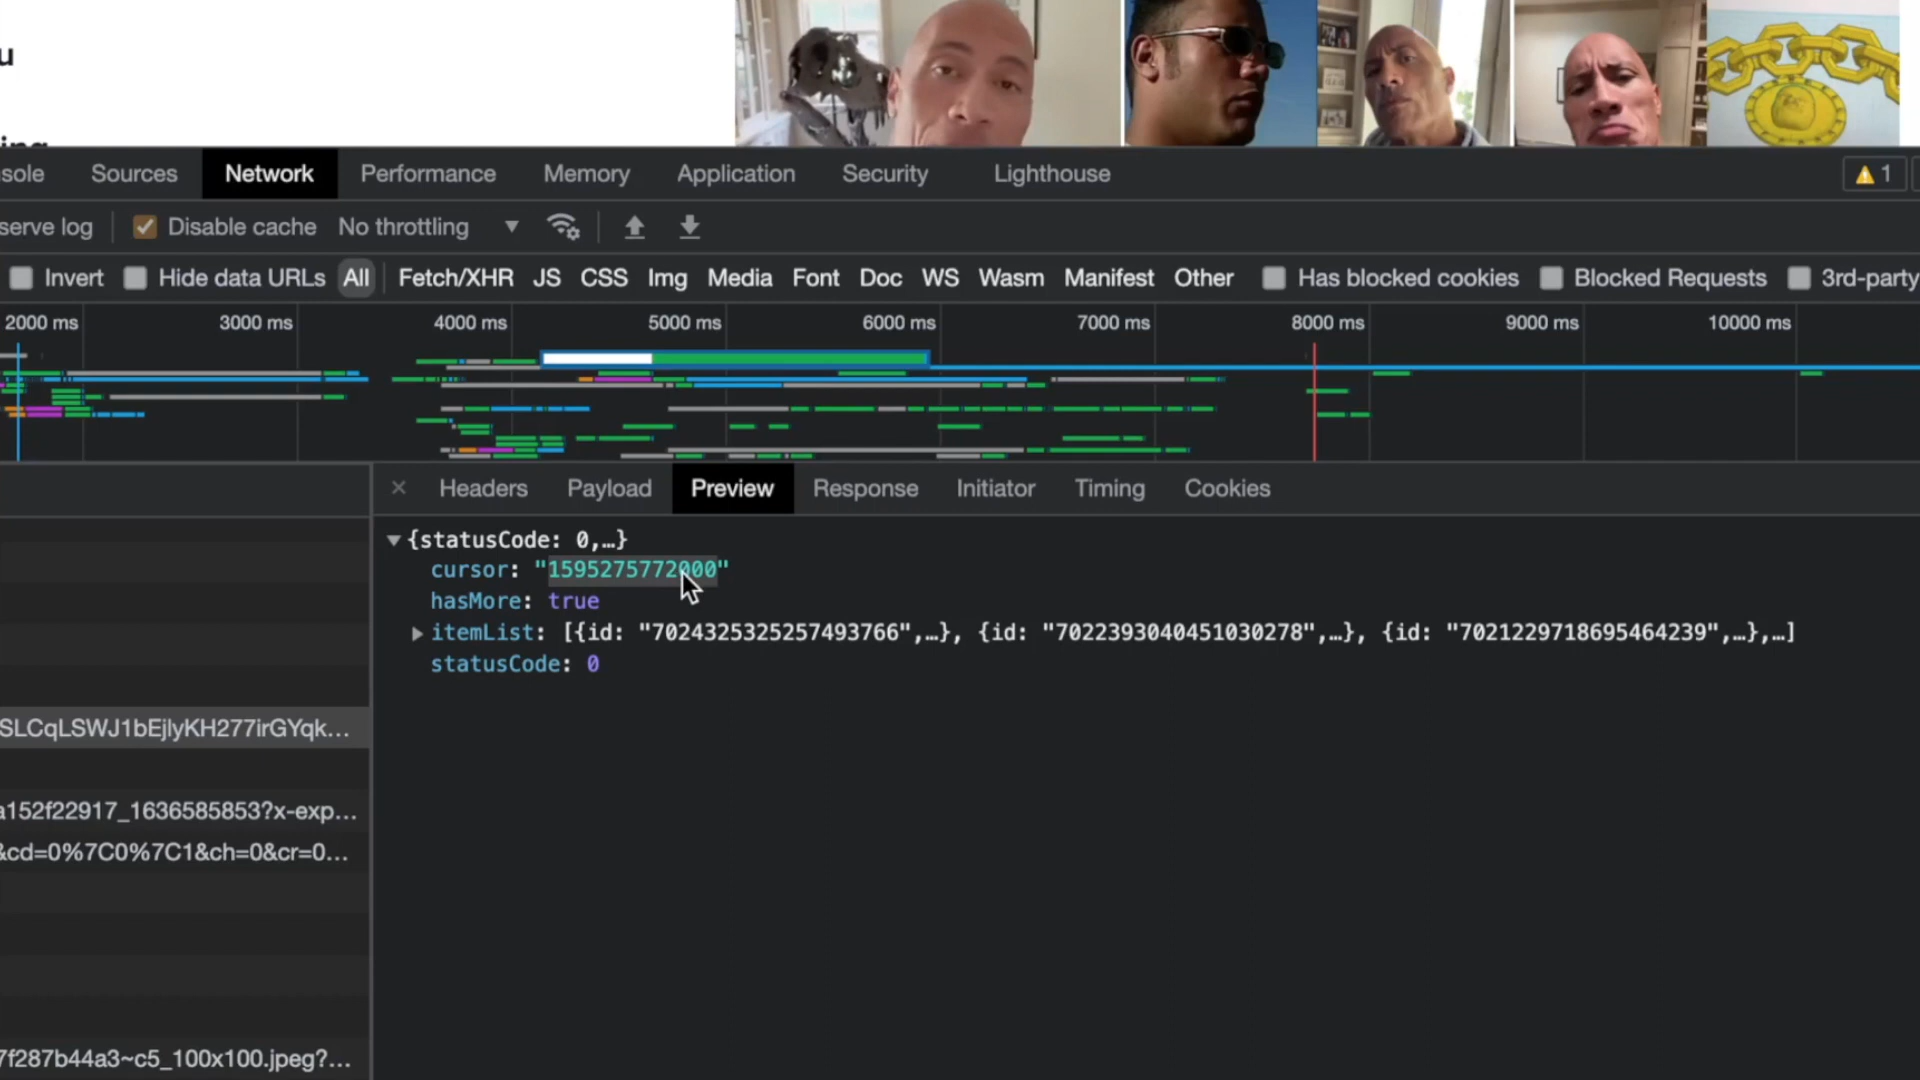 u
ing
sole Sources Network Performance Memory Application Security Lighthouse 1
serve log Disable cache No throttling
Invert Hide data URLs All Fetch/XHR JS CSS Img Media Font Doc WS Wasm Manifest Other Has blocked cookies Blocked Requests 3rd-party
2000 ms 3000 ms 4000 ms 5000 ms 6000 ms 7000 ms 8000 ms 9000 ms 10000 ms
× Headers Payload Preview Response Initiator Timing Cookies
{statusCode: 0,…}
cursor: "1595275772000"
hasMore: true
itemList: [{id: "7024325325257493766",…}, {id: "7022393040451030278",…}, {id: "7021229718695464239",…},…]
statusCode: 0
SLCqLSWJ1bEjlyKH277irGYqk…
a152f22917_1636585853?x-exp…
&cd=0%7C0%7C1&ch=0&cr=0…
7f287b44a3~c5_100x100.jpeg?…